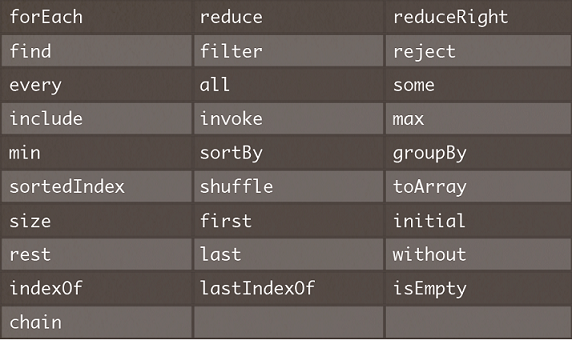 forEach reduce reduceRight
find filter reject
every all some
include invoke max
min sortBy groupBy
sortedIndex shuffle toArray
size first initial
rest last without
indexOf lastIndexOf isEmpty
chain